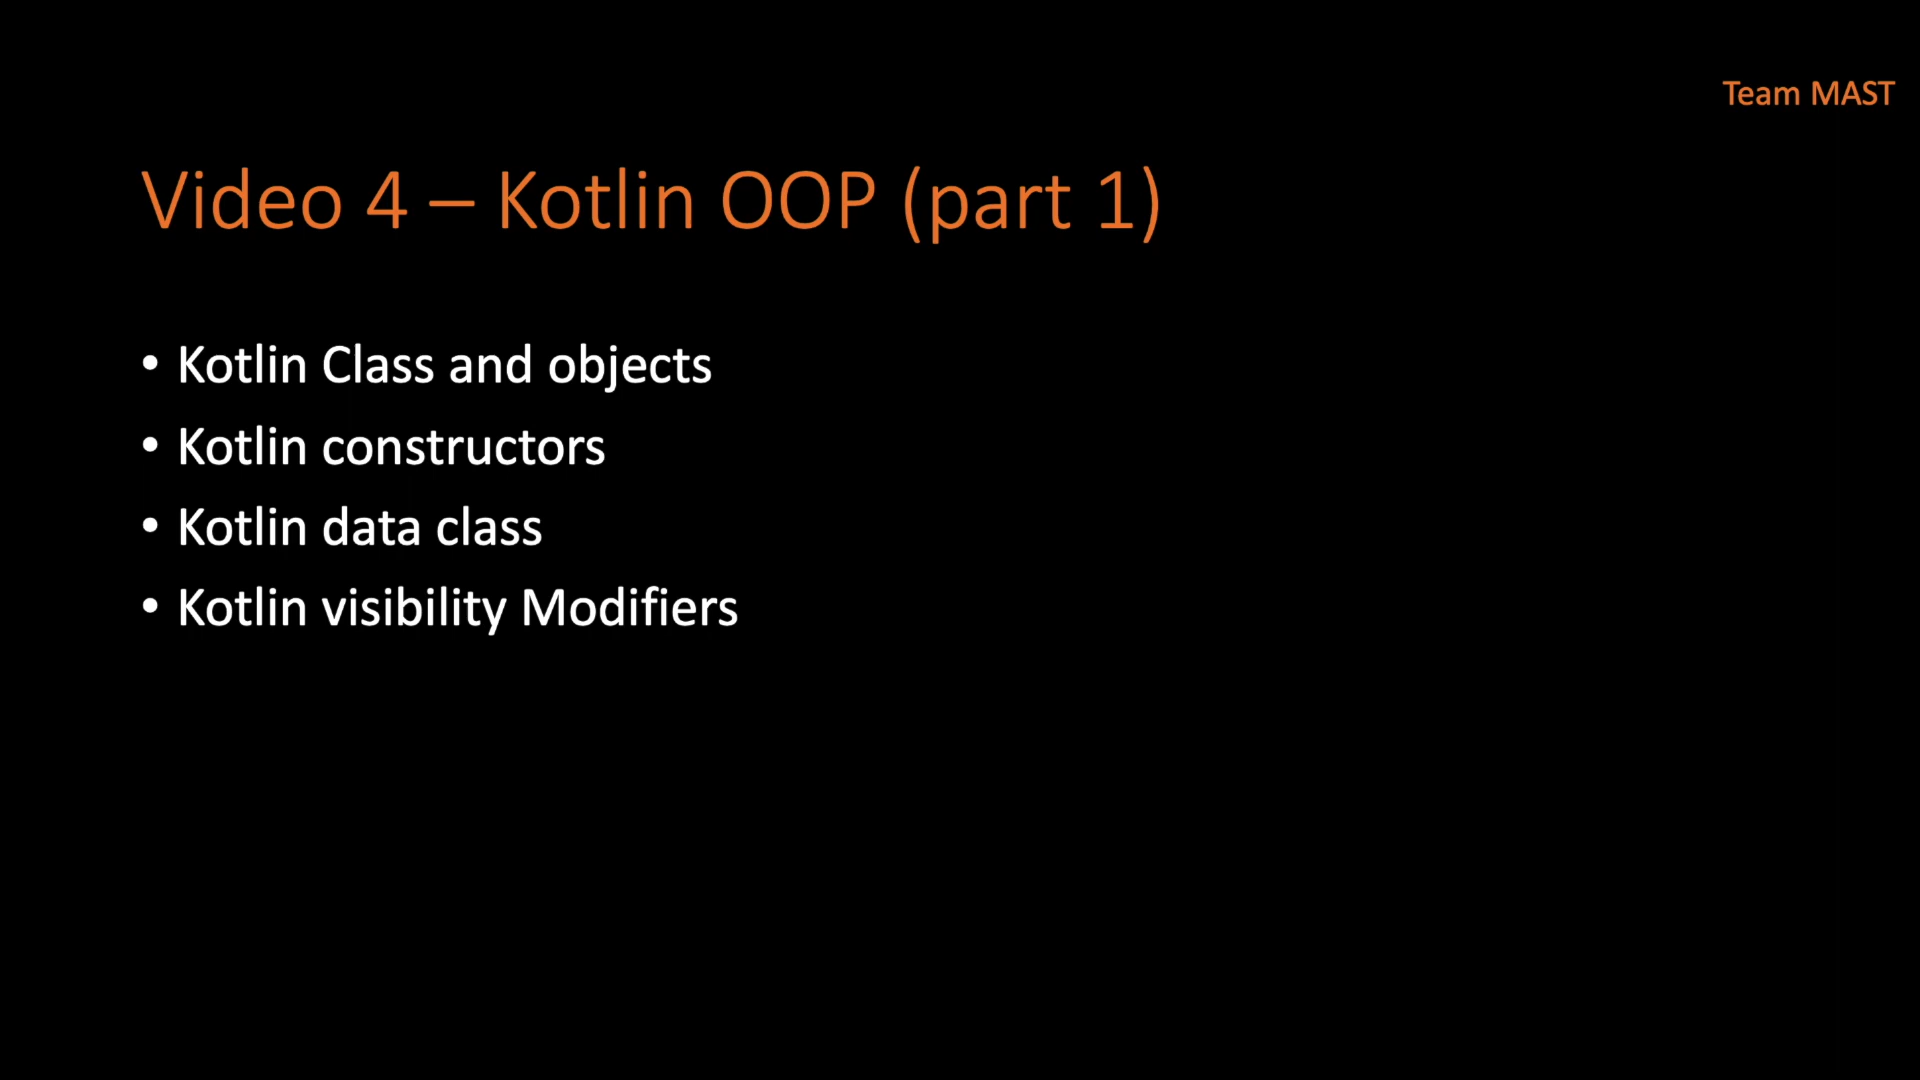 Team MAST
Video 4 – Kotlin OOP (part 1)
• Kotlin Class and objects
• Kotlin constructors
• Kotlin data class
• Kotlin visibility Modifiers